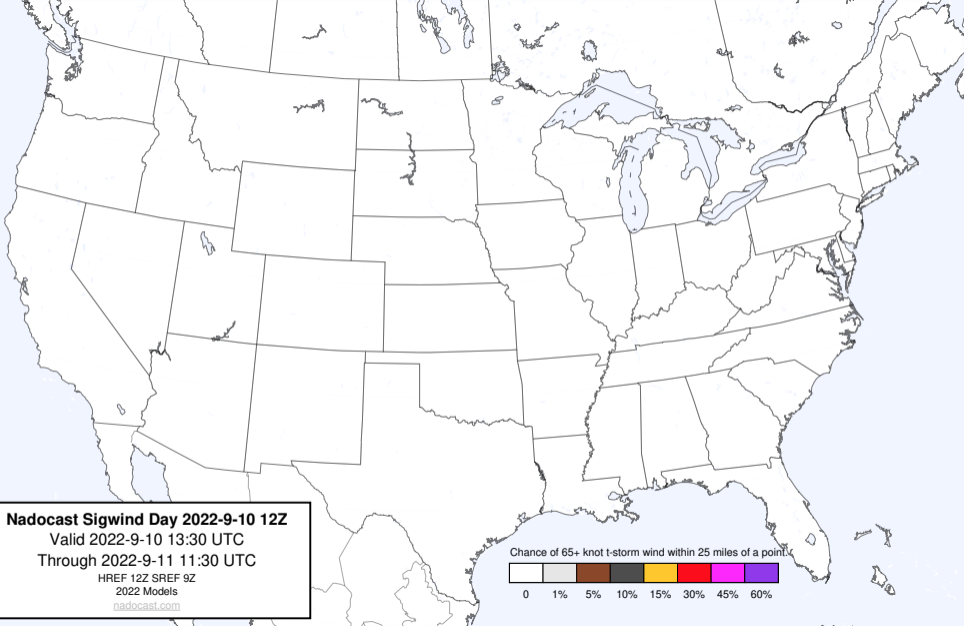 Nadocast Sigwind Day 2022-9-10 12Z
Valid 2022-9-10 13:30 UTC
Through 2022-9-11 11:30 UTC
HREF 12Z SREF 9Z
2022 Models
nadocast.com
Chance of 65+ knot t-storm wind within 25 miles of a point.
0 1% 5% 10% 15% 30% 45% 60%